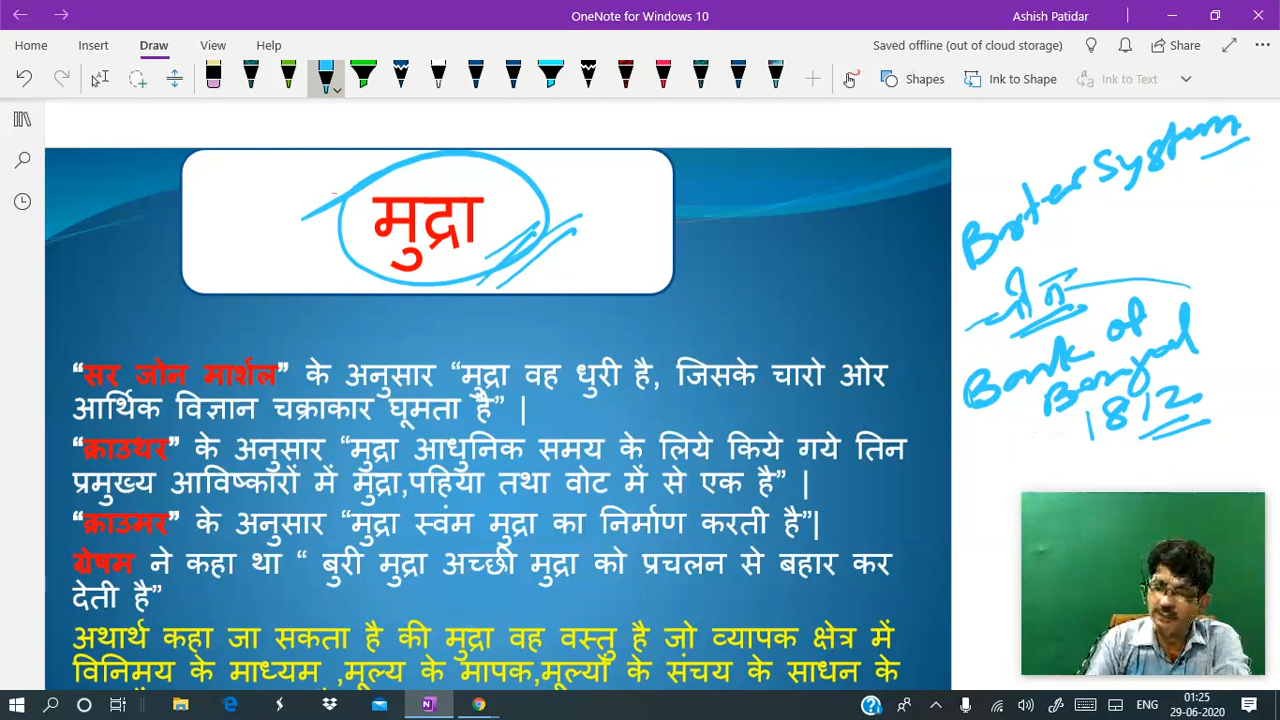 OneNote for Windows 10
Ashish Patidar
Home Insert Draw View Help
Saved offline (out of cloud storage)
Share
Shapes
Ink to Shape
Ink to Text
मुद्रा
“सर जोन मार्शल” के अनुसार “मुद्रा वह धुरी है, जिसके चारो ओर
आर्थिक विज्ञान चक्राकार घूमता है” |
“क्राउथर” के अनुसार “मुद्रा आधुनिक समय के लिये किये गये तिन
प्रमुख्य आविष्कारों में मुद्रा,पहिया तथा वोट में से एक है” |
“क्राउमर” के अनुसार “मुद्रा स्वंम मुद्रा का निर्माण करती है”|
ग्रेषम ने कहा था “ बुरी मुद्रा अच्छी मुद्रा को प्रचलन से बहार कर
देती है”
अथार्थ कहा जा सकता है की मुद्रा वह वस्तु है जो व्यापक क्षेत्र में
विनिमय के माध्यम ,मूल्य के मापक,मूल्यों के संचय के साधन के
Barter System
चीन
Bank of
Bengal
1812
ENG
01:25
29-06-2020